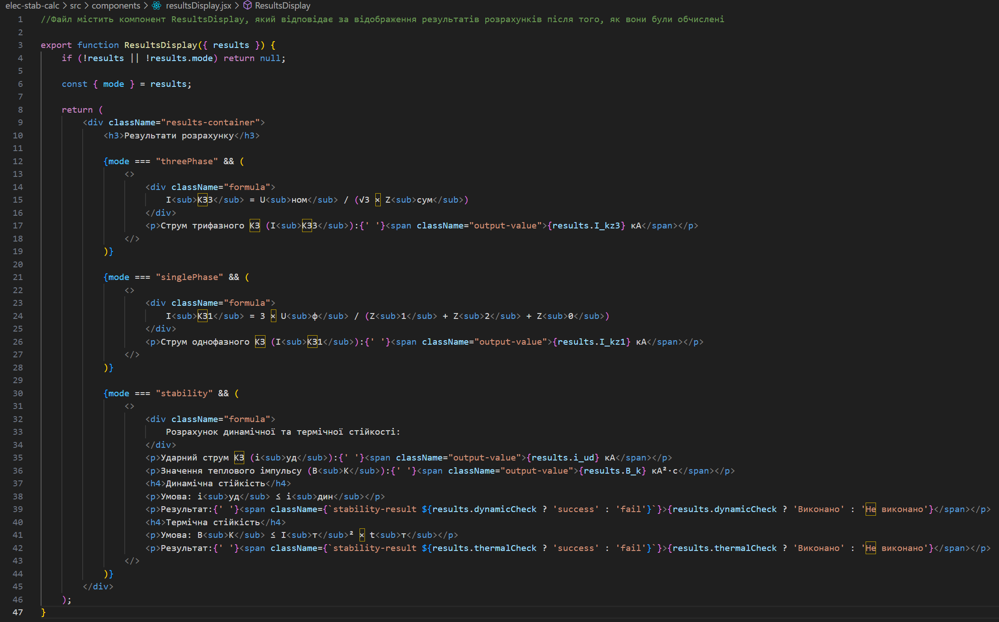 elec-stab-calc > src > components > resultsDisplay.jsx > ResultsDisplay
1 //Файл містить компонент ResultsDisplay, який відповідає за відображення результатів розрахунків після того, як вони були обчислені
2
3 export function ResultsDisplay({ results }) {
4     if (!results || !results.mode) return null;
5
6     const { mode } = results;
7
8     return (
9         <div className="results-container">
10             <h3>Результати розрахунку</h3>
11
12             {mode === "threePhase" && (
13                 <>
14                     <div className="formula">
15                         I<sub>КЗ3</sub> = U<sub>ном</sub> / (√3 × Z<sub>сум</sub>)
16                     </div>
17                     <p>Струм трифазного КЗ (I<sub>КЗ3</sub>):{' '}<span className="output-value">{results.I_kz3} кА</span></p>
18                 </>
19             )}
20
21             {mode === "singlePhase" && (
22                 <>
23                     <div className="formula">
24                         I<sub>КЗ1</sub> = 3 × U<sub>ф</sub> / (Z<sub>1</sub> + Z<sub>2</sub> + Z<sub>0</sub>)
25                     </div>
26                     <p>Струм однофазного КЗ (I<sub>КЗ1</sub>):{' '}<span className="output-value">{results.I_kz1} кА</span></p>
27                 </>
28             )}
29
30             {mode === "stability" && (
31                 <>
32                     <div className="formula">
33                         Розрахунок динамічної та термічної стійкості:
34                     </div>
35                     <p>Ударний струм КЗ (i<sub>уд</sub>):{' '}<span className="output-value">{results.i_ud} кА</span></p>
36                     <p>Значення теплового імпульсу (B<sub>К</sub>):{' '}<span className="output-value">{results.B_k} кА²·с</span></p>
37                     <h4>Динамічна стійкість</h4>
38                     <p>Умова: i<sub>уд</sub> ≤ i<sub>дин</sub></p>
39                     <p>Результат:{' '}<span className={`stability-result ${results.dynamicCheck ? 'success' : 'fail'}`}>{results.dynamicCheck ? 'Виконано' : 'Не виконано'}</span></p>
40                     <h4>Термічна стійкість</h4>
41                     <p>Умова: B<sub>К</sub> ≤ I<sub>т</sub>² × t<sub>т</sub></p>
42                     <p>Результат:{' '}<span className={`stability-result ${results.thermalCheck ? 'success' : 'fail'}`}>{results.thermalCheck ? 'Виконано' : 'Не виконано'}</span></p>
43                 </>
44             )}
45         </div>
46     );
47 }